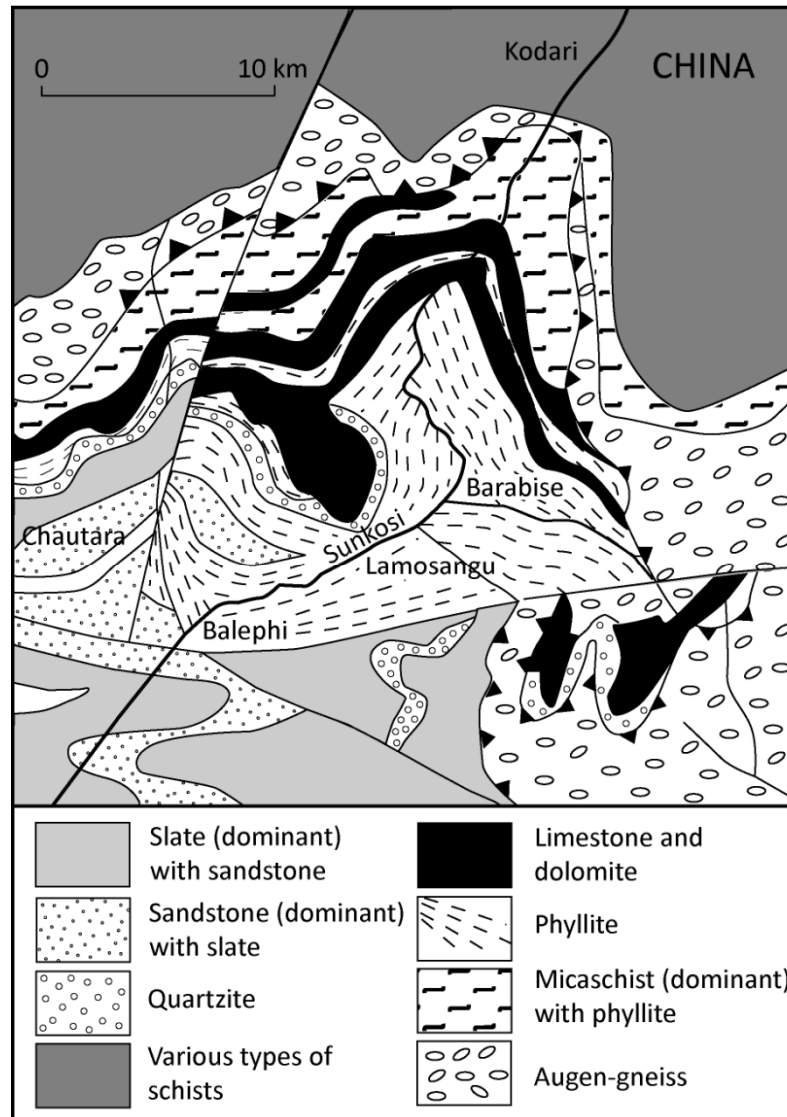 Kodari
CHINA
0
10 km
Barabise
Chautara
Sunkosi
Lamosangu
Balephi
Slate (dominant)
with sandstone
Sandstone (dominant)
with slate
Quartzite
Various types of
schists
Limestone and
dolomite
Phyllite
Micaschist (dominant)
with phyllite
Augen-gneiss